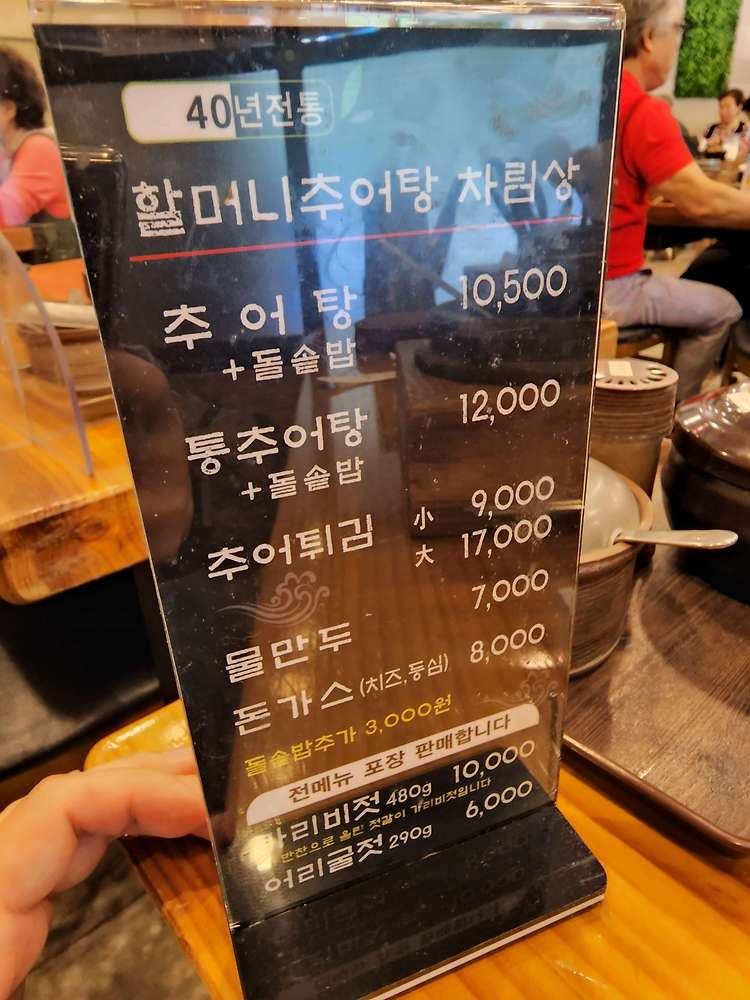 40년전통
할머니추어탕 차림상
추어탕 10,500
+돌솥밥
통추어탕 12,000
+돌솥밥
추어튀김 小 9,000
大 17,000
물만두 7,000
돈가스(치즈,등심) 8,000
돌솥밥추가 3,000원
전메뉴 포장 판매합니다
가리비젓 480g 10,000
반찬으로 올린 젓갈이 가리비젓입니다
어리굴젓 290g 6,000